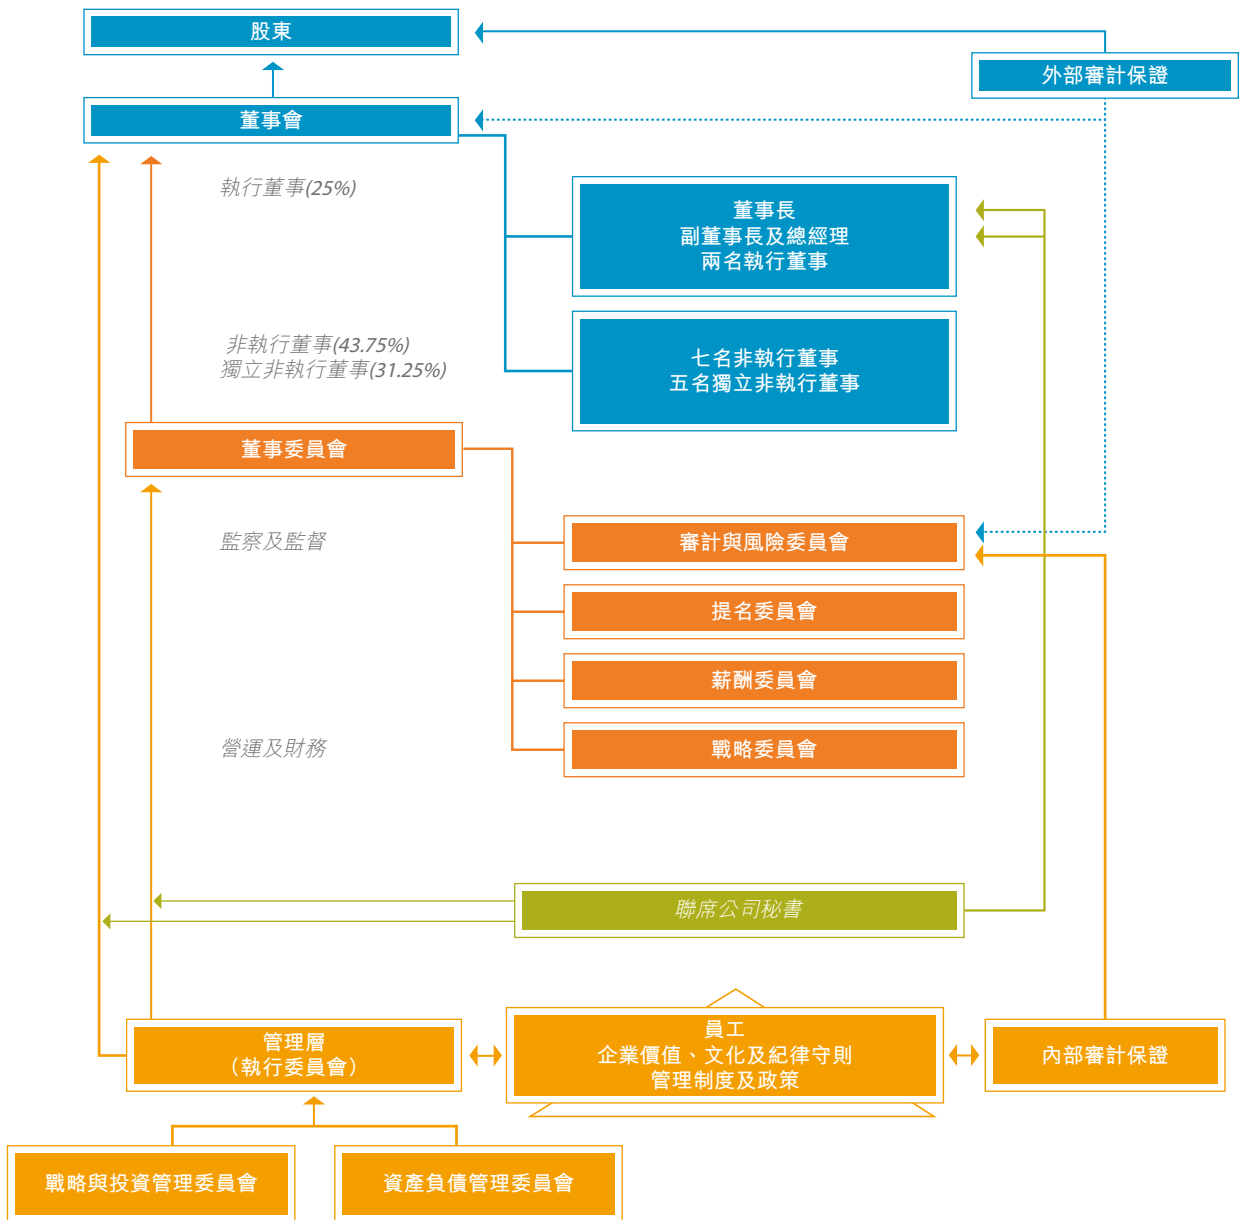 股東
外部審計保證
董事會
執行董事(25%)
董事長
副董事長及總經理
兩名執行董事
非執行董事(43.75%)
獨立非執行董事(31.25%)
七名非執行董事
五名獨立非執行董事
董事委員會
監察及監督
審計與風險委員會
提名委員會
薪酬委員會
營運及財務
戰略委員會
聯席公司秘書
管理層
（執行委員會）
員工
企業價值、文化及紀律守則
管理制度及政策
內部審計保證
戰略與投資管理委員會
資產負債管理委員會